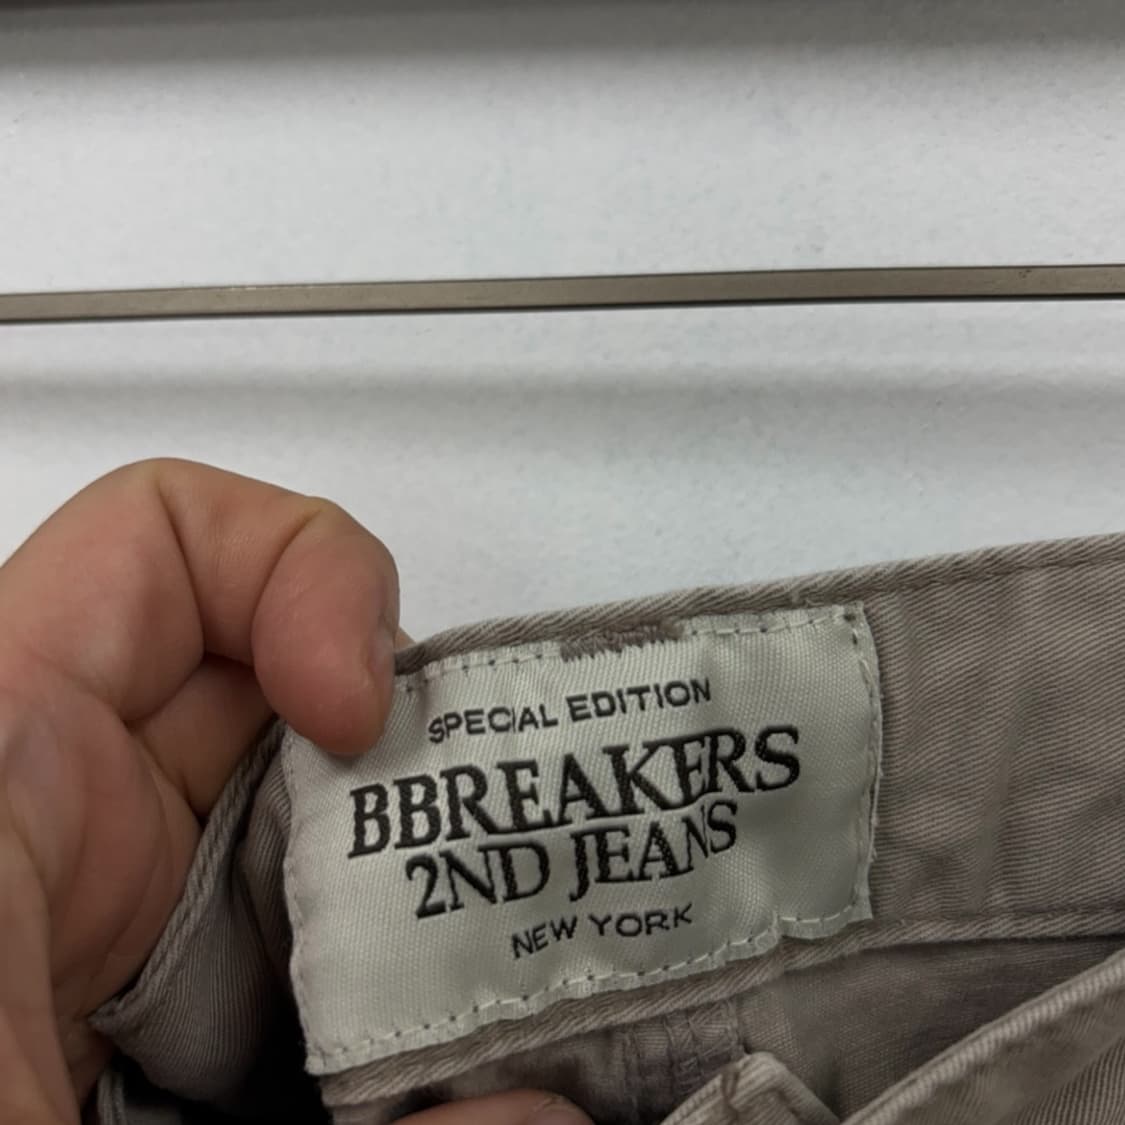 SPECIAL EDITION
BBREAKERS
2ND JEANS
NEW YORK